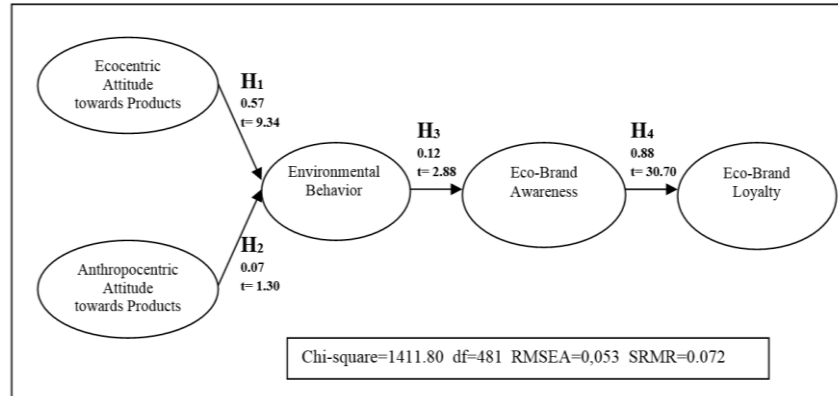 Ecocentric
Attitude
towards Products
H1
0.57
t= 9.34
Anthropocentric
Attitude
towards Products
H2
0.07
t= 1.30
Environmental
Behavior
H3
0.12
t= 2.88
Eco-Brand
Awareness
H4
0.88
t= 30.70
Eco-Brand
Loyalty
Chi-square=1411.80 df=481 RMSEA=0,053 SRMR=0.072